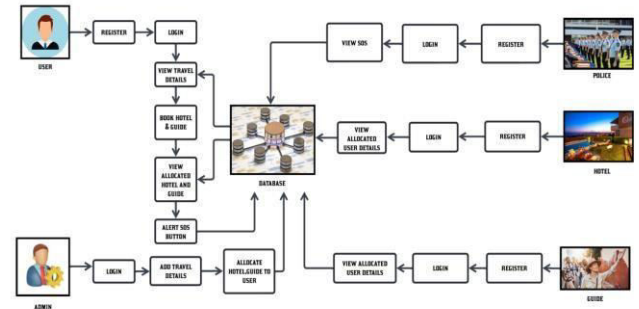 REGISTER
LOGIN
USER
VIEW TRAVEL
DETAILS
BOOK HOTEL
& GUIDE
VIEW
ALLOCATED
HOTEL AND
GUIDE
ALERT SOS
BUTTON
VIEW SOS
LOGIN
REGISTER
POLICE
DATABASE
VIEW
ALLOCATED
USER DETAILS
LOGIN
REGISTER
HOTEL
LOGIN
ADD TRAVEL
DETAILS
ALLOCATE
HOTEL,GUIDE TO
USER
ADMIN
VIEW ALLOCATED
USER DETAILS
LOGIN
REGISTER
GUIDE